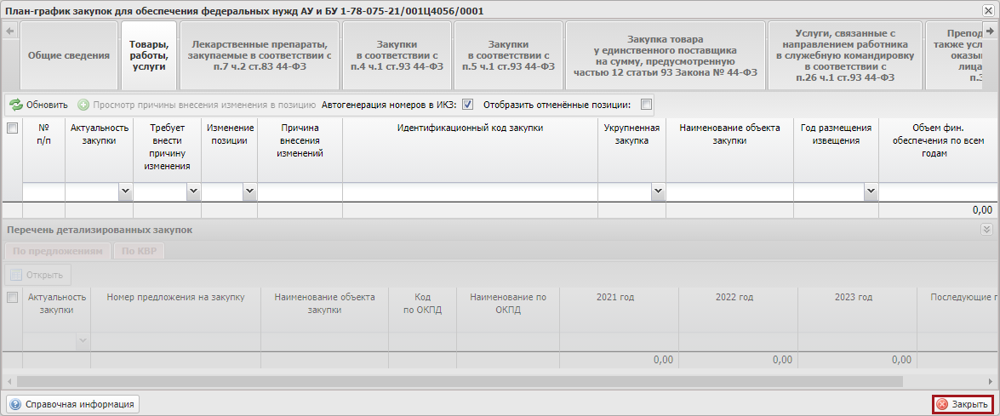 План-график закупок для обеспечения федеральных нужд АУ и БУ 1-78-075-21/001Ц4056/0001
Общие сведения
Товары,
работы,
услуги
Лекарственные препараты,
закупаемые в соответствии с
п.7 ч.2 ст.83 44-ФЗ
Закупки
в соответствии с
п.4 ч.1 ст.93 44-ФЗ
Закупки
в соответствии с
п.5 ч.1 ст.93 44-ФЗ
Закупка товара
у единственного поставщика
на сумму, предусмотренную
частью 12 статьи 93 Закона № 44-ФЗ
Услуги, связанные с
направлением работника
в служебную командировку
в соответствии с
п.26 ч.1 ст.93 44-ФЗ
Препод
также усл
оказы
лица
п.3
Обновить
Просмотр причины внесения изменения в позицию
Автогенерация номеров в ИКЗ:
Отобразить отменённые позиции:
№
п/п
Актуальность
закупки
Требует
внести
причину
изменения
Изменение
позиции
Причина
внесения
изменений
Идентификационный код закупки
Укрупненная
закупка
Наименование объекта
закупки
Год размещения
извещения
Объем фин.
обеспечения по всем
годам
0,00
Перечень детализированных закупок
По предложениям
По КВР
Открыть
Актуальность
закупки
Номер предложения на закупку
Наименование объекта
закупки
Код
по ОКПД
Наименование по
ОКПД
2021 год
2022 год
2023 год
Последующие г
0,00 0,00 0,00
Справочная информация
Закрыть